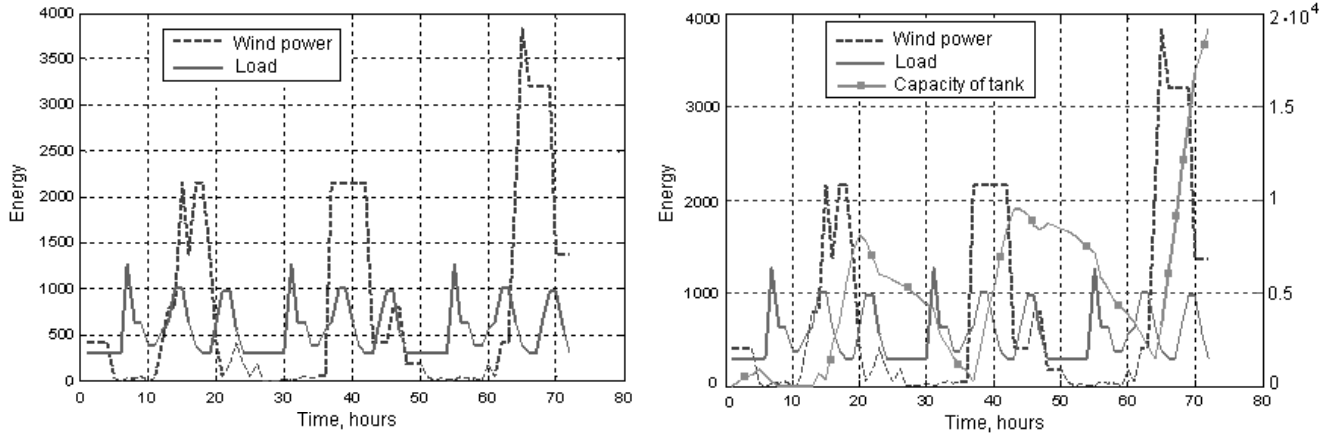 4000
3500
3000
2500
2000
1500
1000
500
0
Energy
Wind power
Load
0 10 20 30 40 50 60 70 80
Time, hours
4000
3000
2000
1000
0
Energy
Wind power
Load
Capacity of tank
2·10⁴
1.5
1
0.5
0
0 10 20 30 40 50 60 70 80
Time, hours